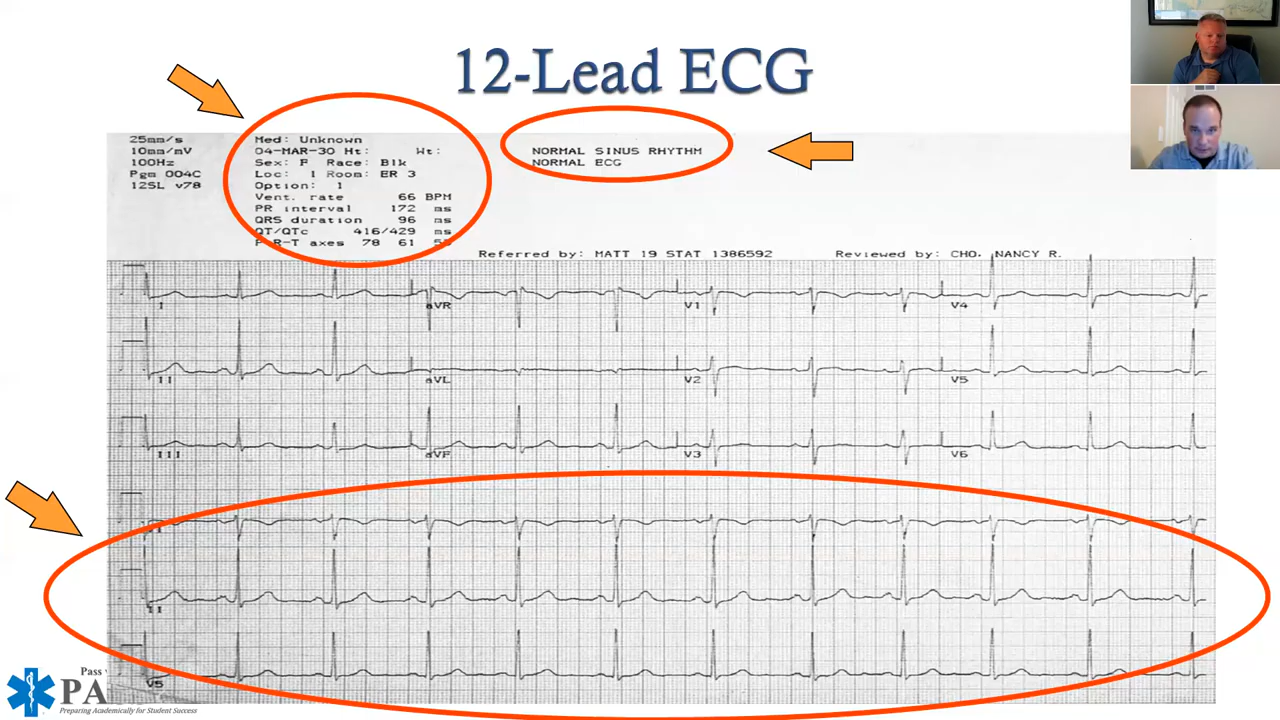 12-Lead ECG
25mm/s
10mm/mV
100Hz
Pgm 004C
12SL v78
Med: Unknown
04-MAR-30 Ht: Wt:
Sex: F Race: Blk
Loc: 1 Room: ER 3
Option: 1
Vent. rate 66 BPM
PR interval 172 ms
QRS duration 96 ms
QT/QTc 416/429 ms
P-R-T axes 78 61
NORMAL SINUS RHYTHM
NORMAL ECG
Referred by: MATT 19 STAT 1386592
Reviewed by: CHO, NANCY R.
I aVR V1 V4
II aVL V2 V5
III aVF V3 V6
II
V5
Pass
PA
Preparing Academically for Student Success